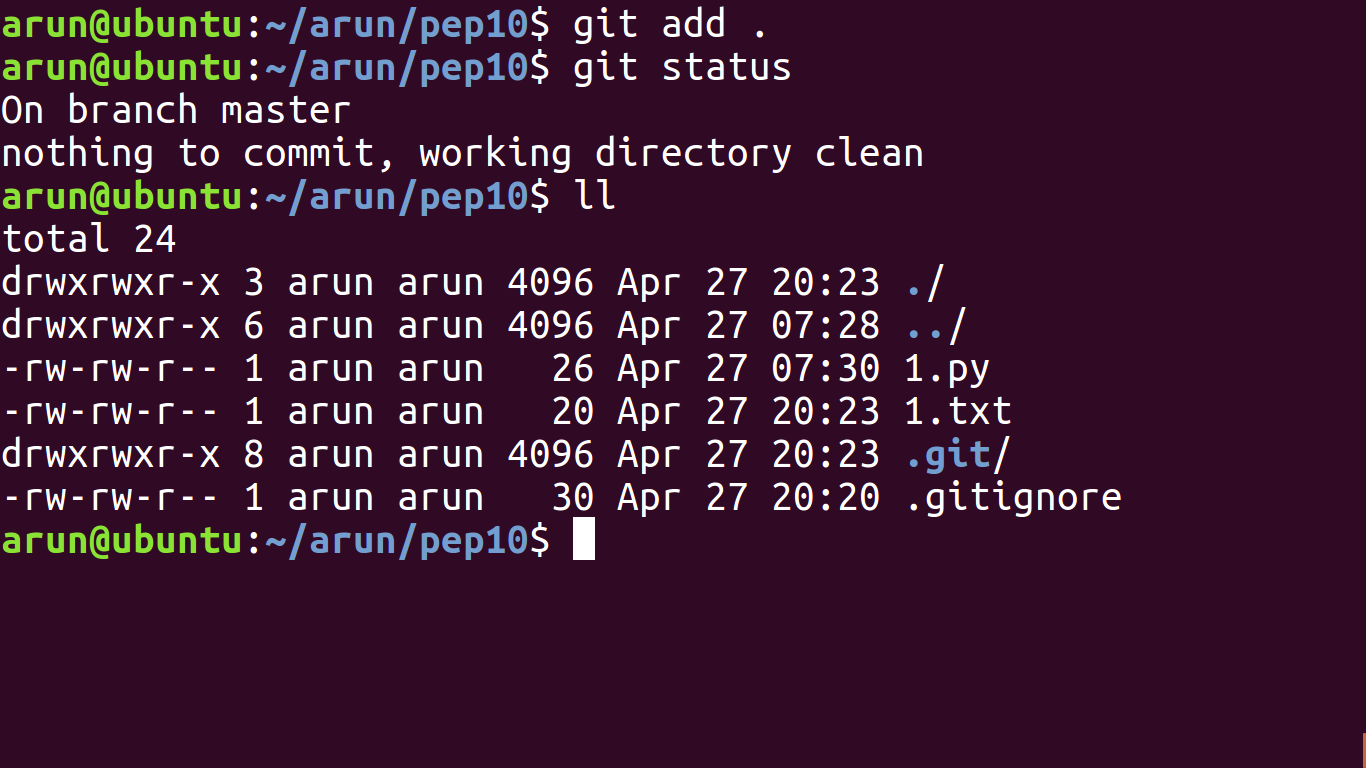 arun@ubuntu:~/arun/pep10$ git add .
arun@ubuntu:~/arun/pep10$ git status
On branch master
nothing to commit, working directory clean
arun@ubuntu:~/arun/pep10$ ll
total 24
drwxrwxr-x 3 arun arun 4096 Apr 27 20:23 ./
drwxrwxr-x 6 arun arun 4096 Apr 27 07:28 ../
-rw-rw-r-- 1 arun arun   26 Apr 27 07:30 1.py
-rw-rw-r-- 1 arun arun   20 Apr 27 20:23 1.txt
drwxrwxr-x 8 arun arun 4096 Apr 27 20:23 .git/
-rw-rw-r-- 1 arun arun   30 Apr 27 20:20 .gitignore
arun@ubuntu:~/arun/pep10$